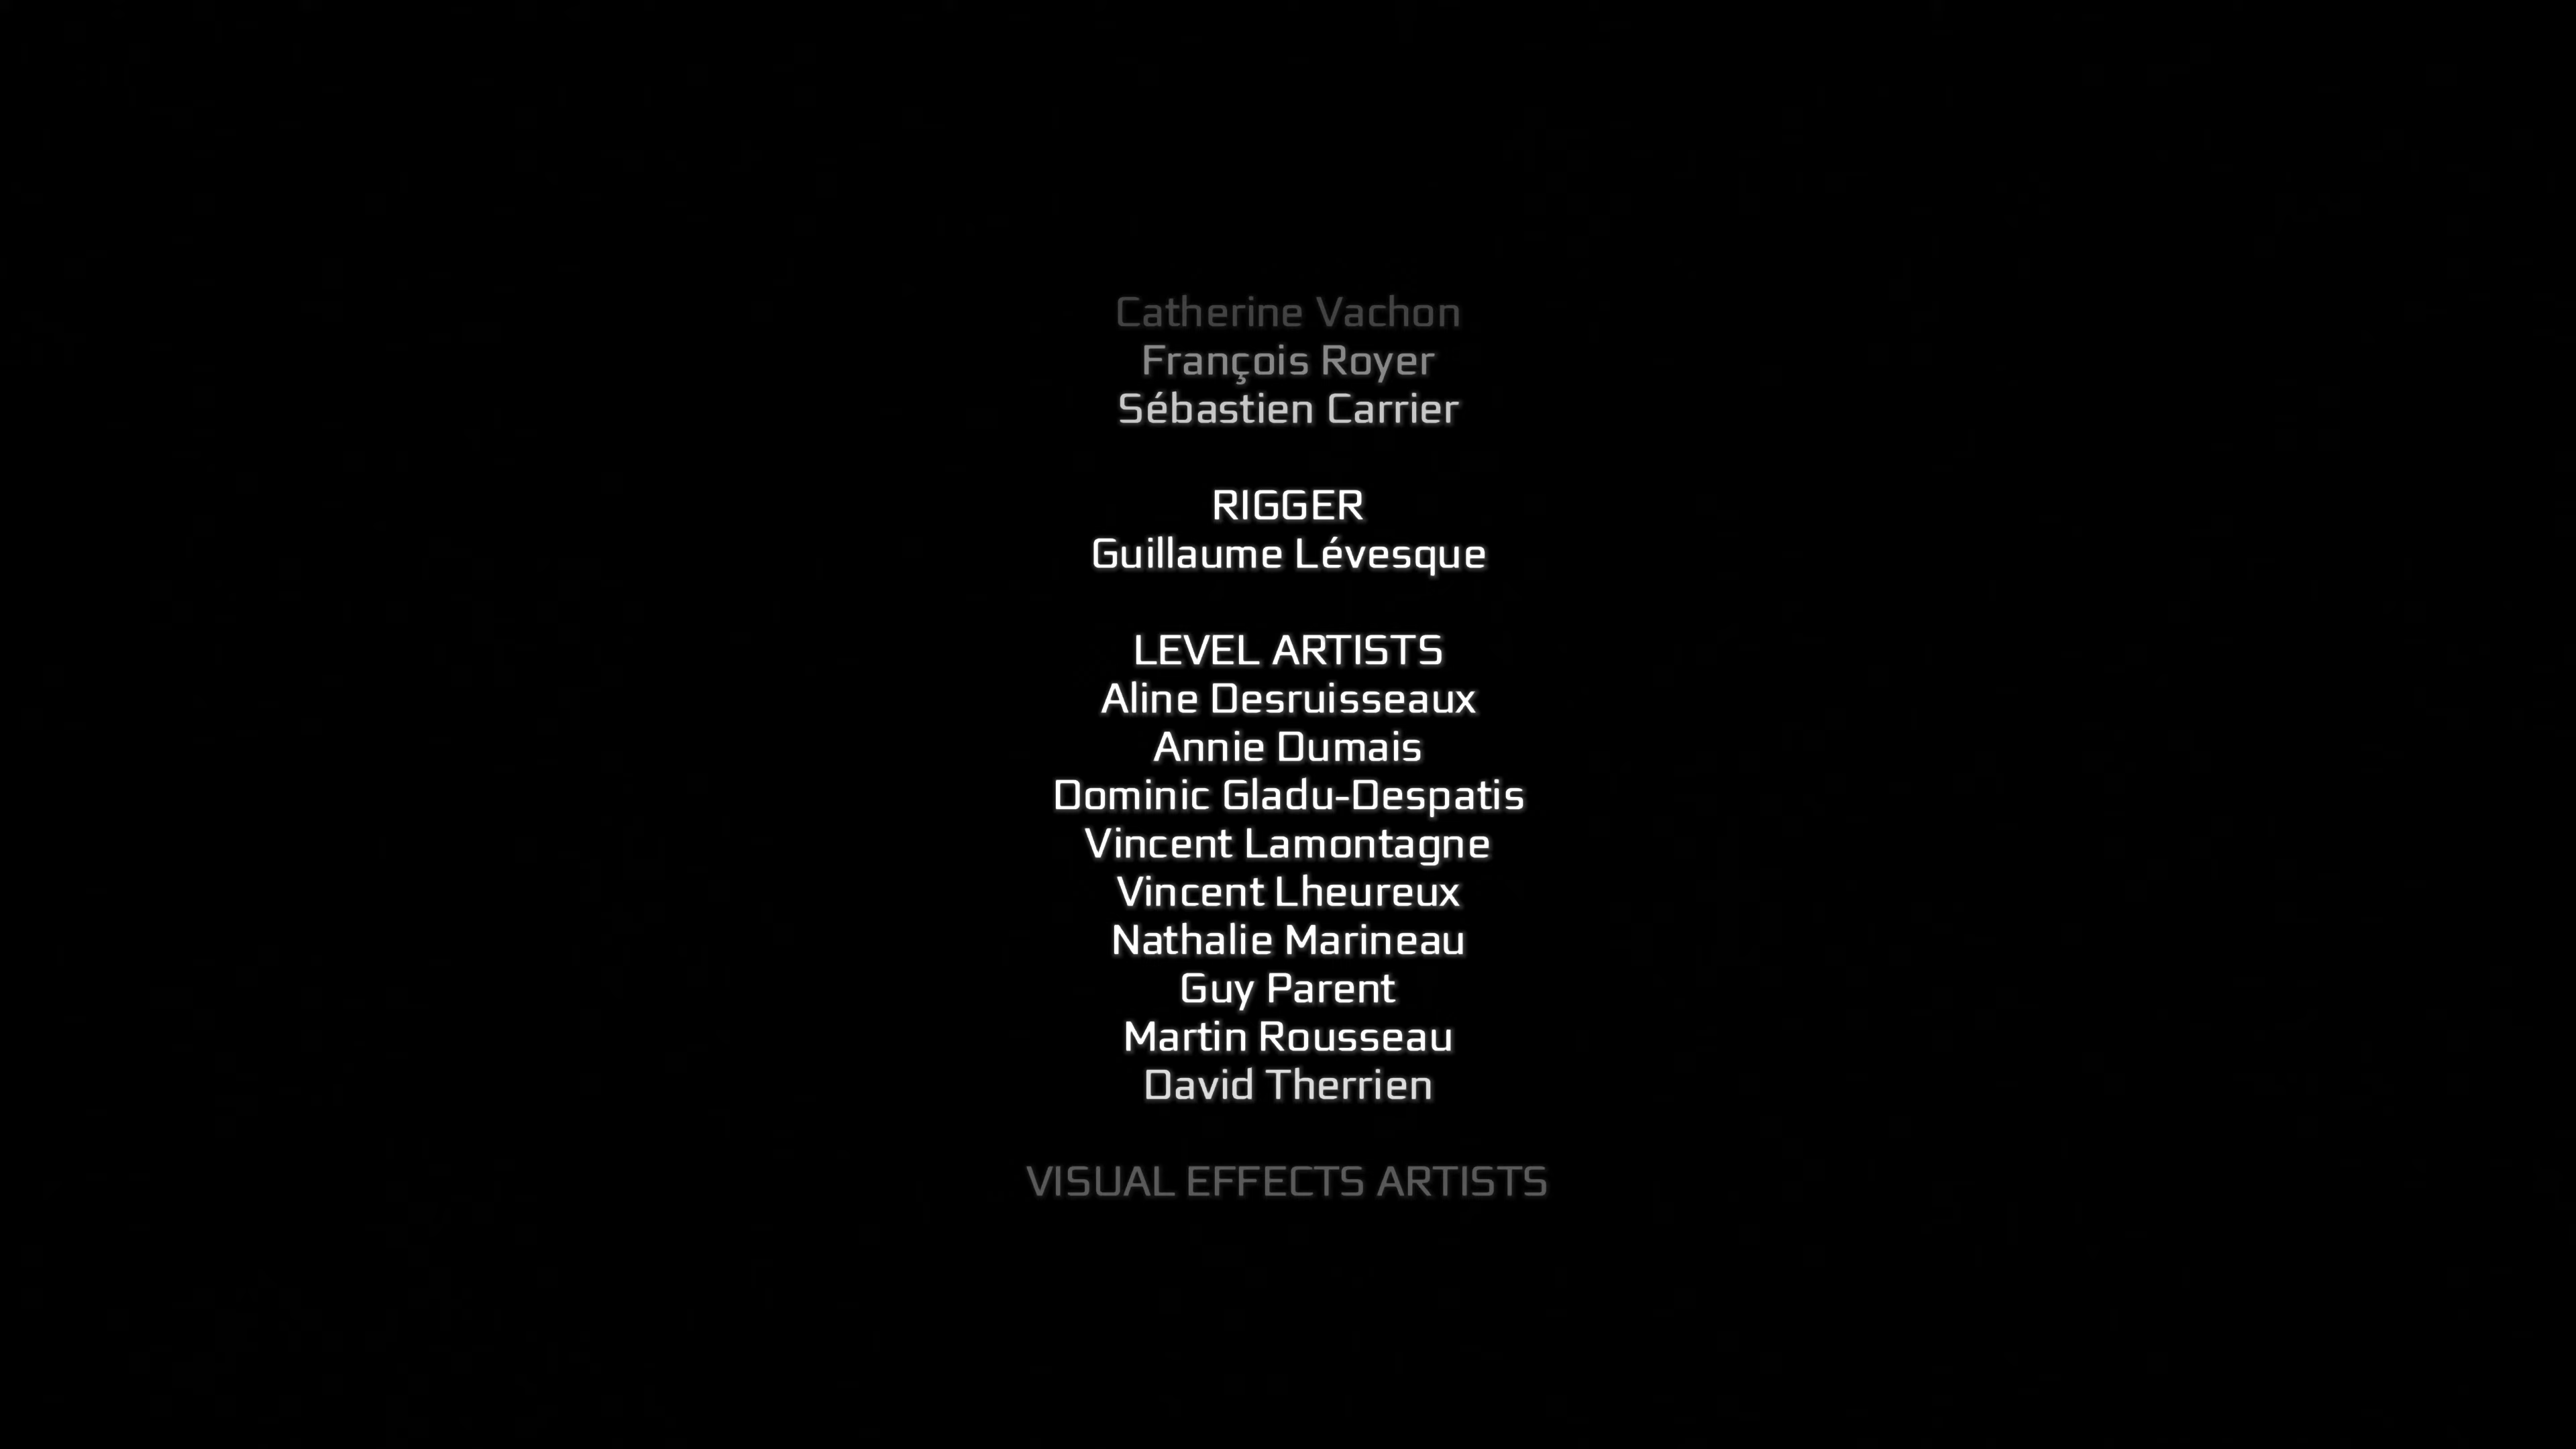 Catherine Vachon
François Royer
Sébastien Carrier
RIGGER
Guillaume Lévesque
LEVEL ARTISTS
Aline Desruisseaux
Annie Dumais
Dominic Gladu-Despatis
Vincent Lamontagne
Vincent Lheureux
Nathalie Marineau
Guy Parent
Martin Rousseau
David Therrien
VISUAL EFFECTS ARTISTS